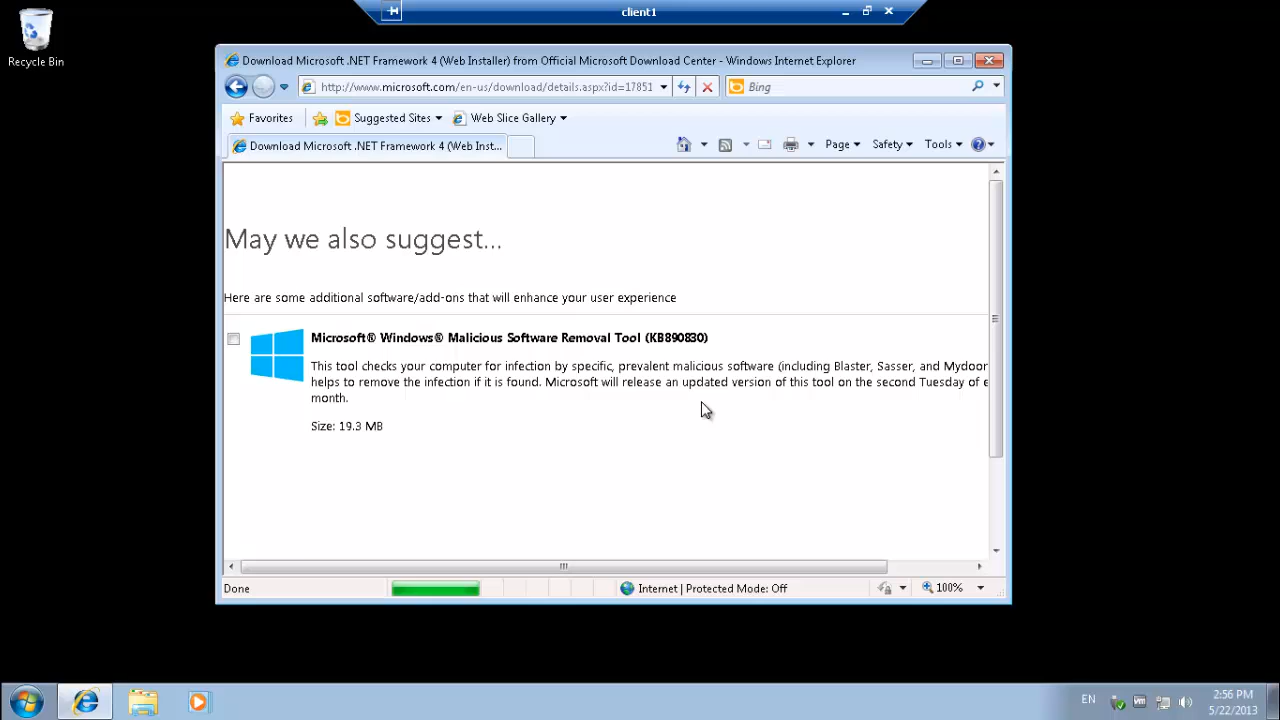 client1
Recycle Bin
Download Microsoft .NET Framework 4 (Web Installer) from Official Microsoft Download Center - Windows Internet Explorer
http://www.microsoft.com/en-us/download/details.aspx?id=17851
Bing
Favorites
Suggested Sites
Web Slice Gallery
Download Microsoft .NET Framework 4 (Web Inst...
Page
Safety
Tools
May we also suggest...
Here are some additional software/add-ons that will enhance your user experience
Microsoft® Windows® Malicious Software Removal Tool (KB890830)
This tool checks your computer for infection by specific, prevalent malicious software (including Blaster, Sasser, and Mydoor
helps to remove the infection if it is found. Microsoft will release an updated version of this tool on the second Tuesday of e
month.
Size: 19.3 MB
Done
Internet | Protected Mode: Off
100%
EN
2:56 PM
5/22/2013